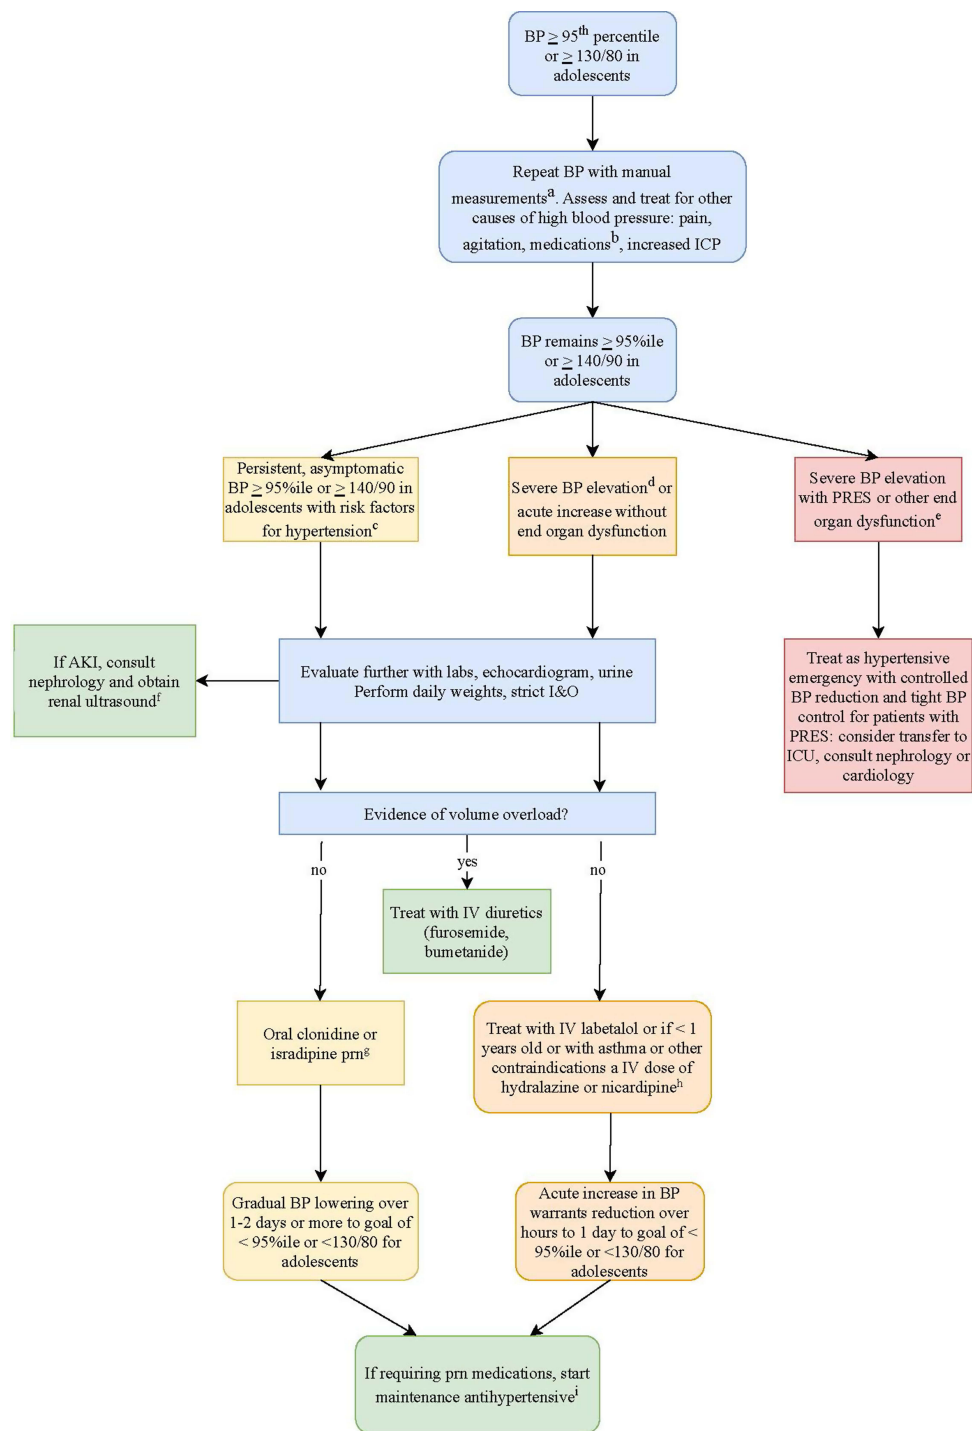 BP ≥ 95th percentile
or ≥ 130/80 in
adolescents
Repeat BP with manual
measurementsa. Assess and treat for other
causes of high blood pressure: pain,
agitation, medicationsb, increased ICP
BP remains ≥ 95%ile
or ≥ 140/90 in
adolescents
Persistent, asymptomatic
BP ≥ 95%ile or ≥ 140/90 in
adolescents with risk factors
for hypertensionc
Severe BP elevationd or
acute increase without
end organ dysfunction
Severe BP elevation
with PRES or other end
organ dysfunctione
If AKI, consult
nephrology and obtain
renal ultrasoundf
Evaluate further with labs, echocardiogram, urine
Perform daily weights, strict I&O
Treat as hypertensive
emergency with controlled
BP reduction and tight BP
control for patients with
PRES: consider transfer to
ICU, consult nephrology or
cardiology
Evidence of volume overload?
no
yes
no
Treat with IV diuretics
(furosemide,
bumetanide)
Oral clonidine or
isradipine prng
Treat with IV labetalol or if < 1
years old or with asthma or other
contraindications a IV dose of
hydralazine or nicardipineh
Gradual BP lowering over
1-2 days or more to goal of
< 95%ile or <130/80 for
adolescents
Acute increase in BP
warrants reduction over
hours to 1 day to goal of <
95%ile or <130/80 for
adolescents
If requiring prn medications, start
maintenance antihypertensivei